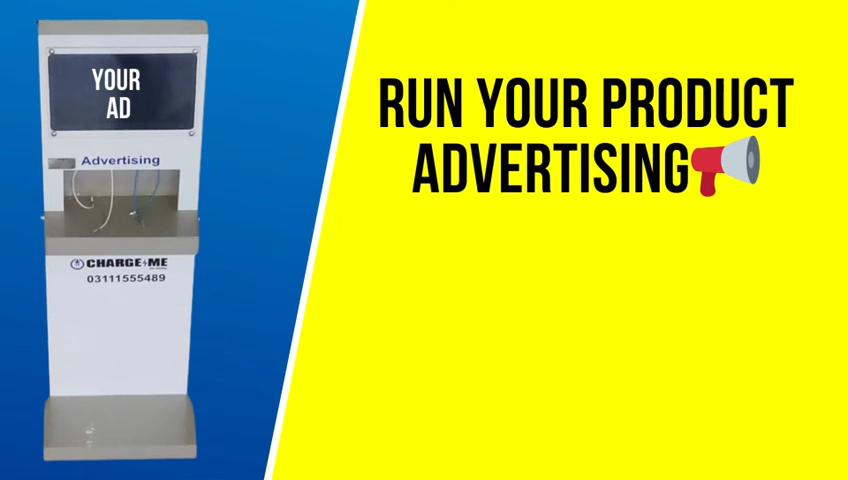 YOUR
AD
Advertising
CHARGE ME
03111555489
RUN YOUR PRODUCT
ADVERTISING